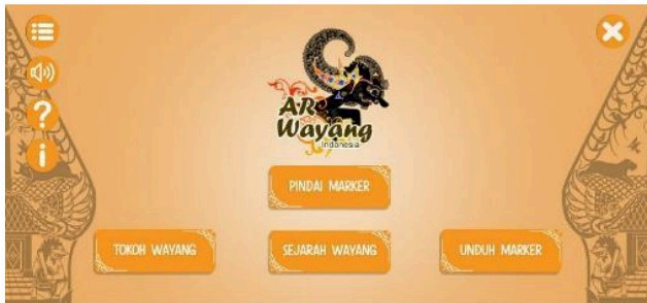 AR
Wayang
Indonesia
PINDAI MARKER
TOKOH WAYANG
SEJARAH WAYANG
UNDUH MARKER